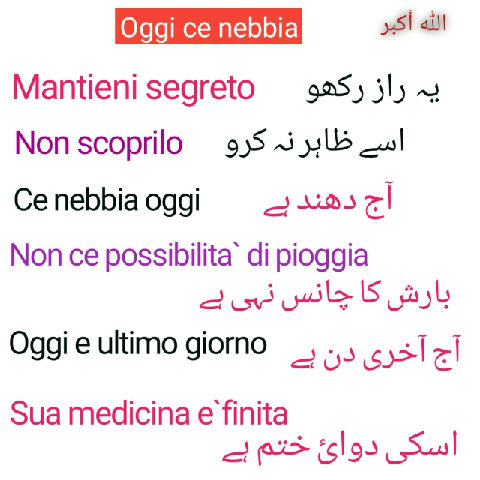 Oggi ce nebbia
الله أكبر
Mantieni segreto
یہ راز رکھو
Non scoprilo
اسے ظاہر نہ کرو
Ce nebbia oggi
آج دھند ہے
Non ce possibilita` di pioggia
بارش کا چانس نہی ہے
Oggi e ultimo giorno
آج آخری دن ہے
Sua medicina e`finita
اسکی دوائ ختم ہے